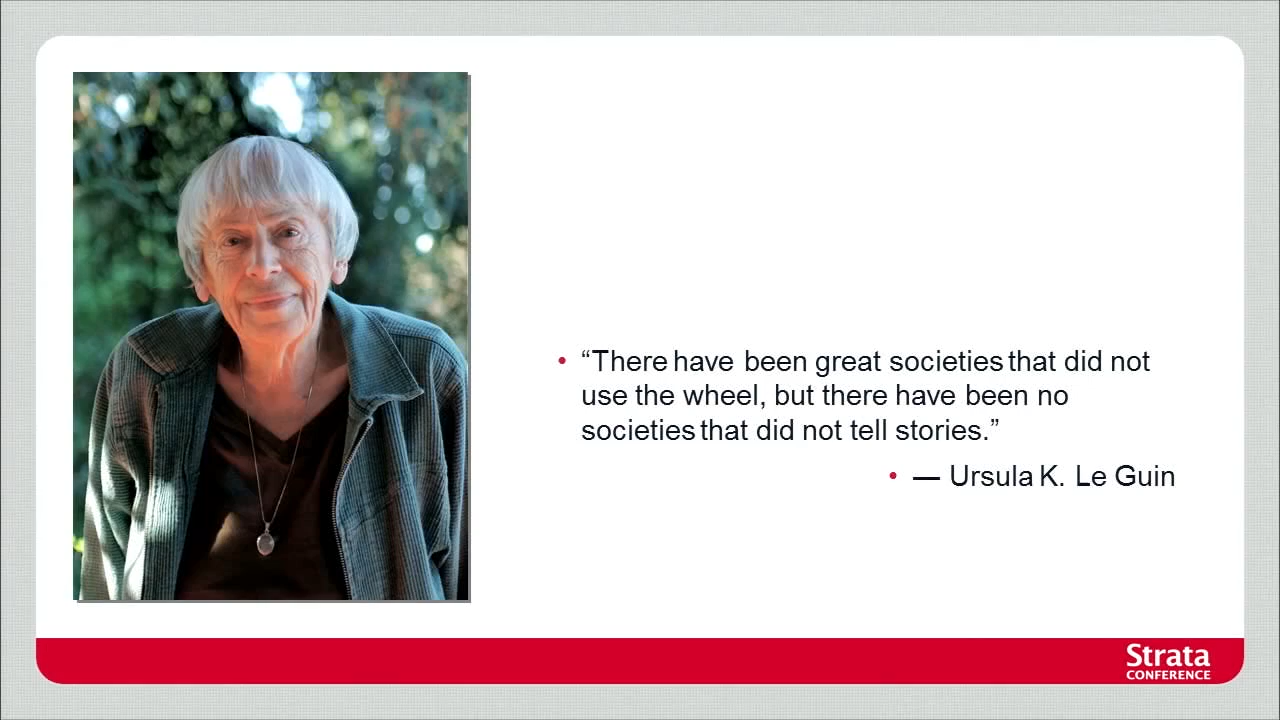 • “There have been great societies that did not
use the wheel, but there have been no
societies that did not tell stories.”
• — Ursula K. Le Guin
Strata
CONFERENCE